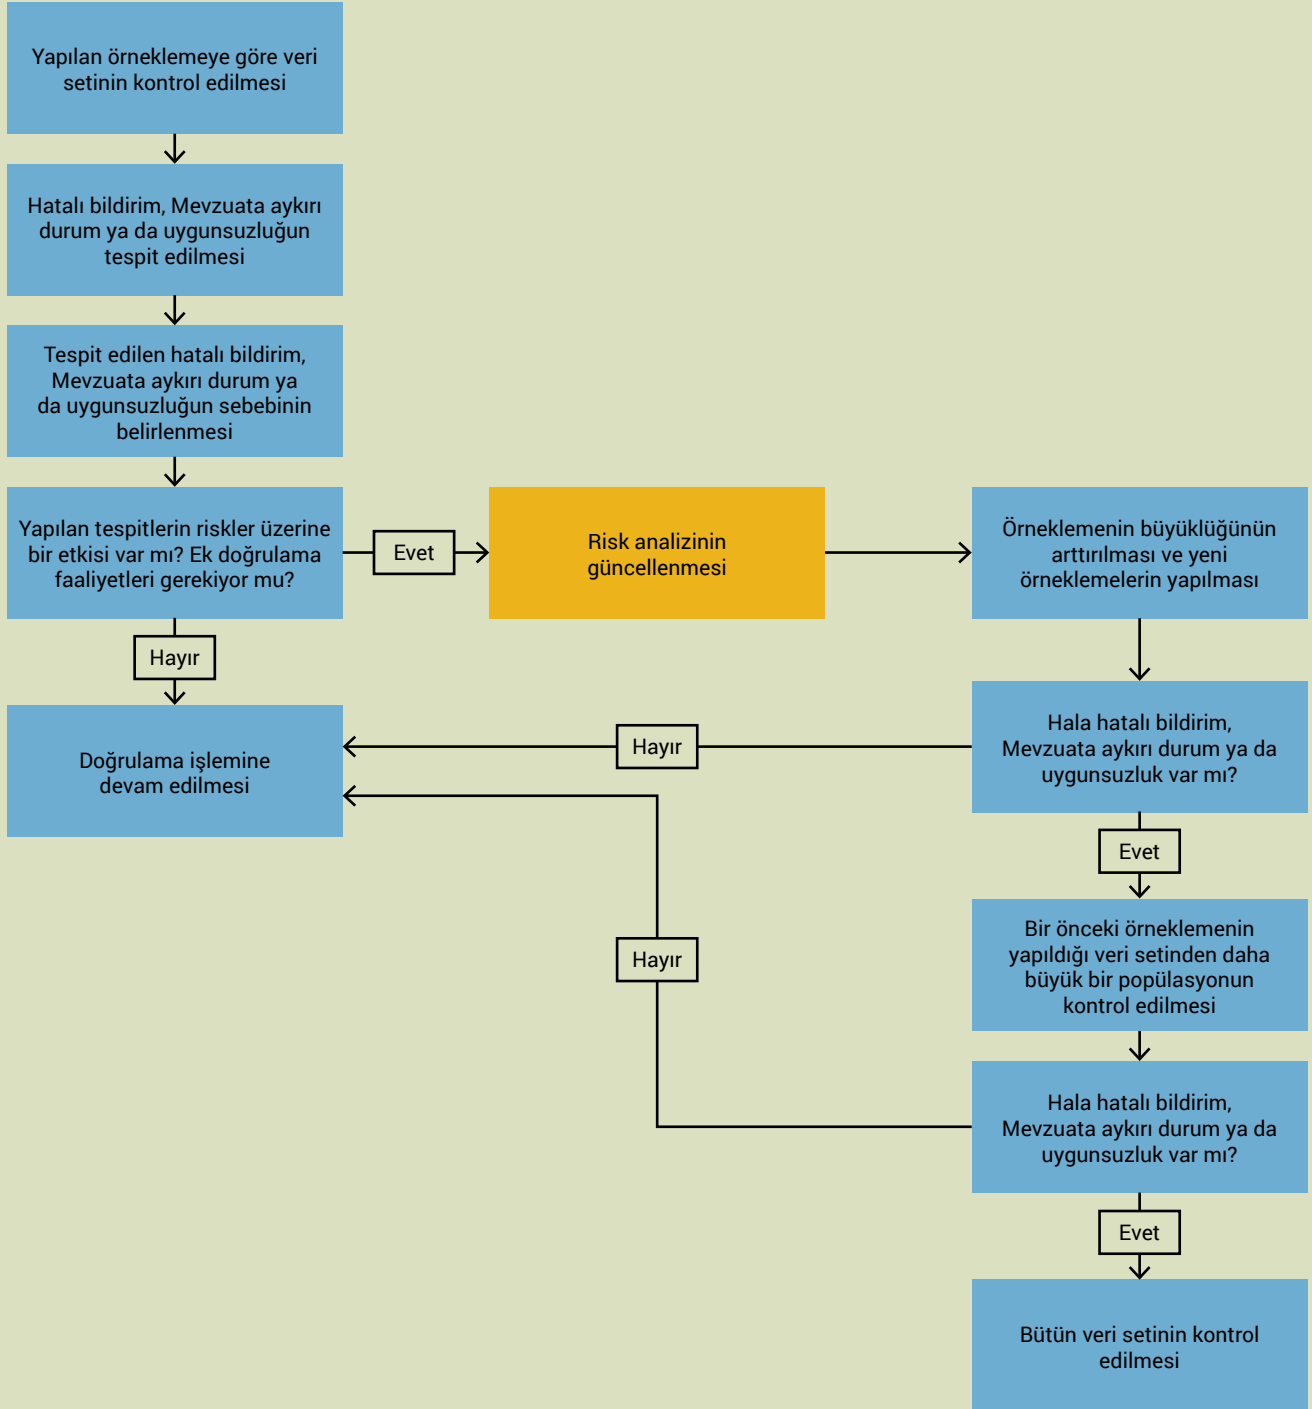 Yapılan örneklemeye göre veri
setinin kontrol edilmesi
Hatalı bildirim, Mevzuata aykırı
durum ya da uygunsuzluğun
tespit edilmesi
Tespit edilen hatalı bildirim,
Mevzuata aykırı durum ya
da uygunsuzluğun sebebinin
belirlenmesi
Yapılan tespitlerin riskler üzerine
bir etkisi var mı? Ek doğrulama
faaliyetleri gerekiyor mu?
Evet
Risk analizinin
güncellenmesi
Örneklemenin büyüklüğünün
arttırılması ve yeni
örneklemelerin yapılması
Hayır
Doğrulama işlemine
devam edilmesi
Hayır
Hala hatalı bildirim,
Mevzuata aykırı durum ya da
uygunsuzluk var mı?
Evet
Bir önceki örneklemenin
yapıldığı veri setinden daha
büyük bir popülasyonun
kontrol edilmesi
Hayır
Hala hatalı bildirim,
Mevzuata aykırı durum ya da
uygunsuzluk var mı?
Evet
Bütün veri setinin kontrol
edilmesi